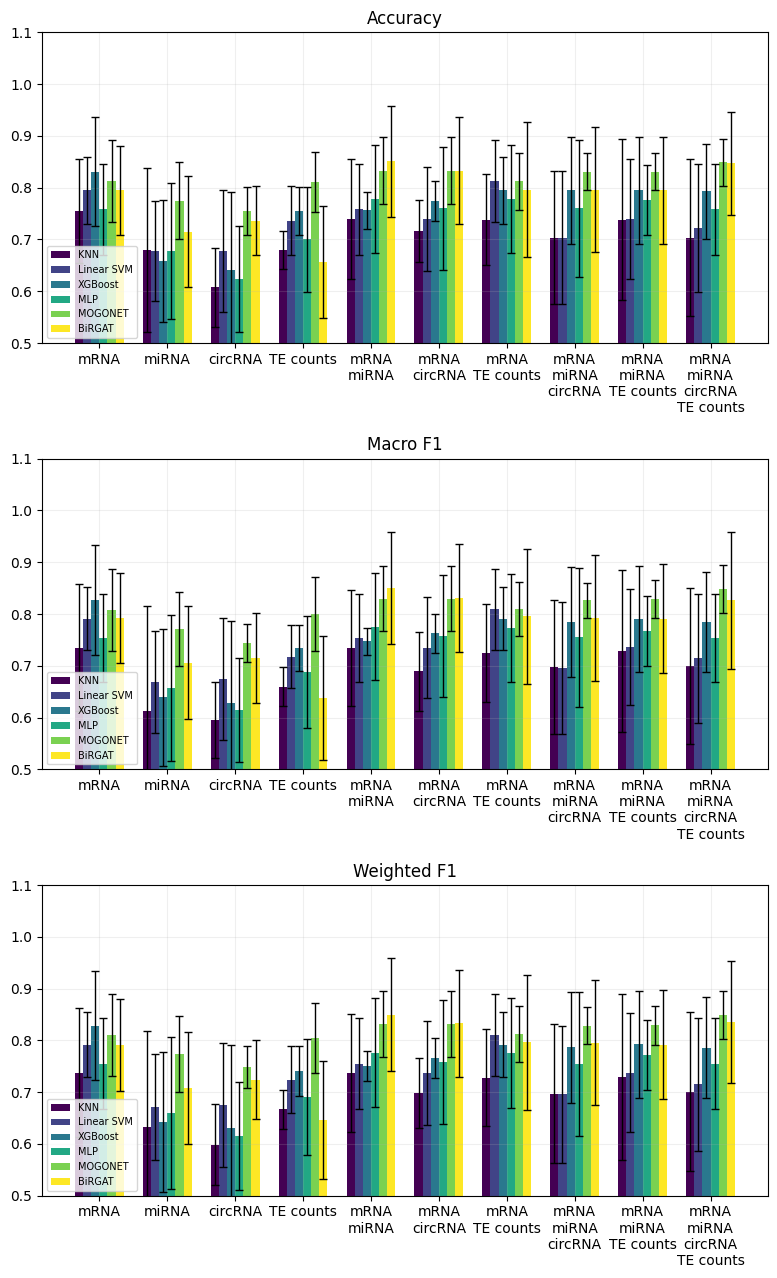 Accuracy
1.1
1.0
0.9
0.8
0.7
0.6
0.5
KNN
Linear SVM
XGBoost
MLP
MOGONET
BiRGAT
mRNA
miRNA
circRNA
TE counts
mRNA
miRNA
mRNA
circRNA
mRNA
TE counts
mRNA
miRNA
circRNA
mRNA
miRNA
TE counts
mRNA
miRNA
circRNA
TE counts
Macro F1
1.1
1.0
0.9
0.8
0.7
0.6
0.5
KNN
Linear SVM
XGBoost
MLP
MOGONET
BiRGAT
mRNA
miRNA
circRNA
TE counts
mRNA
miRNA
mRNA
circRNA
mRNA
TE counts
mRNA
miRNA
circRNA
mRNA
miRNA
TE counts
mRNA
miRNA
circRNA
TE counts
Weighted F1
1.1
1.0
0.9
0.8
0.7
0.6
0.5
KNN
Linear SVM
XGBoost
MLP
MOGONET
BiRGAT
mRNA
miRNA
circRNA
TE counts
mRNA
miRNA
mRNA
circRNA
mRNA
TE counts
mRNA
miRNA
circRNA
mRNA
miRNA
TE counts
mRNA
miRNA
circRNA
TE counts